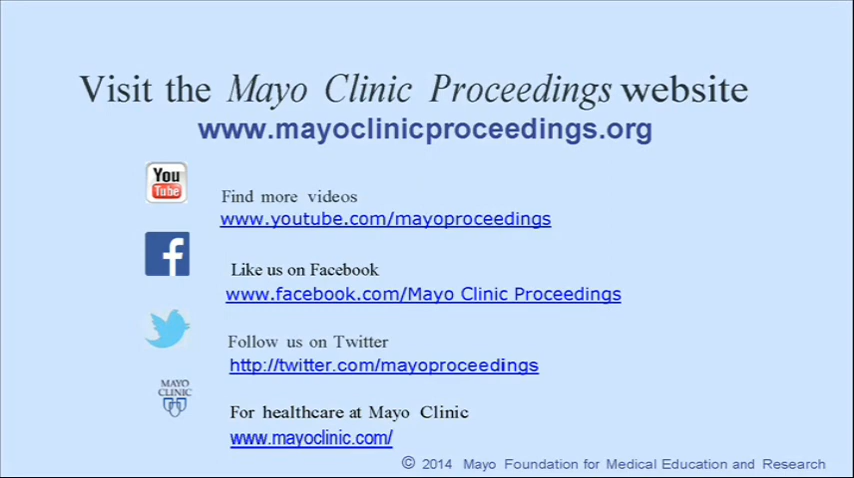 Visit the Mayo Clinic Proceedings website
www.mayoclinicproceedings.org
You
Tube
Find more videos
www.youtube.com/mayoproceedings
f
Like us on Facebook
www.facebook.com/Mayo Clinic Proceedings
Follow us on Twitter
http://twitter.com/mayoproceedings
MAYO
CLINIC
For healthcare at Mayo Clinic
www.mayoclinic.com/
© 2014 Mayo Foundation for Medical Education and Research